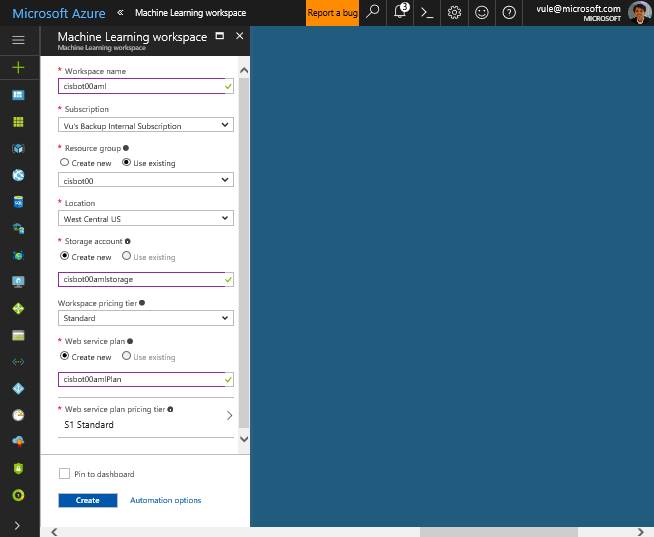 Microsoft Azure « Machine Learning workspace Report a bug 3 vule@microsoft.com
MICROSOFT
Machine Learning workspace
Machine Learning workspace
* Workspace name
cisbot00aml
* Subscription
Vu's Backup Internal Subscription
* Resource group
Create new Use existing
cisbot00
* Location
West Central US
* Storage account
Create new Use existing
cisbot00amlstorage
Workspace pricing tier
Standard
* Web service plan
Create new Use existing
cisbot00amlPlan
* Web service plan pricing tier
S1 Standard
Pin to dashboard
Create Automation options